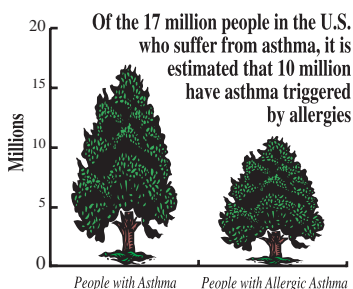 Of the 17 million people in the U.S.
who suffer from asthma, it is
estimated that 10 million
have asthma triggered
by allergies
Millions
20
15
10
5
0
People with Asthma
People with Allergic Asthma